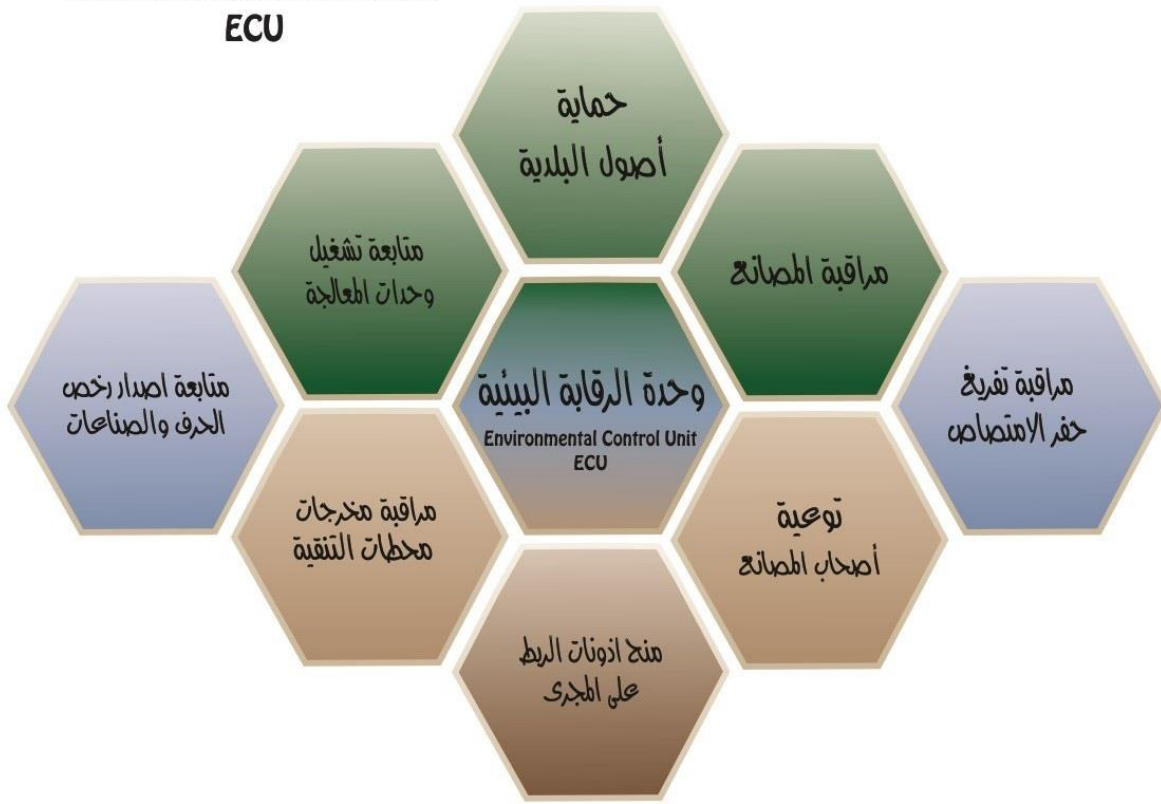 ECU
حماية
أصول البلدية
متابعة تشغيل
وحدات المعالجة
مراقبة المصانع
متابعة اصدار رخص
الحرف والصناعات
وحدة الرقابة البيئية
Environmental Control Unit
ECU
مراقبة تفريغ
حفر الامتصاص
مراقبة مخرجات
محطات التنقية
توعية
أصحاب المصانع
منح اذونات الربط
على المجرى